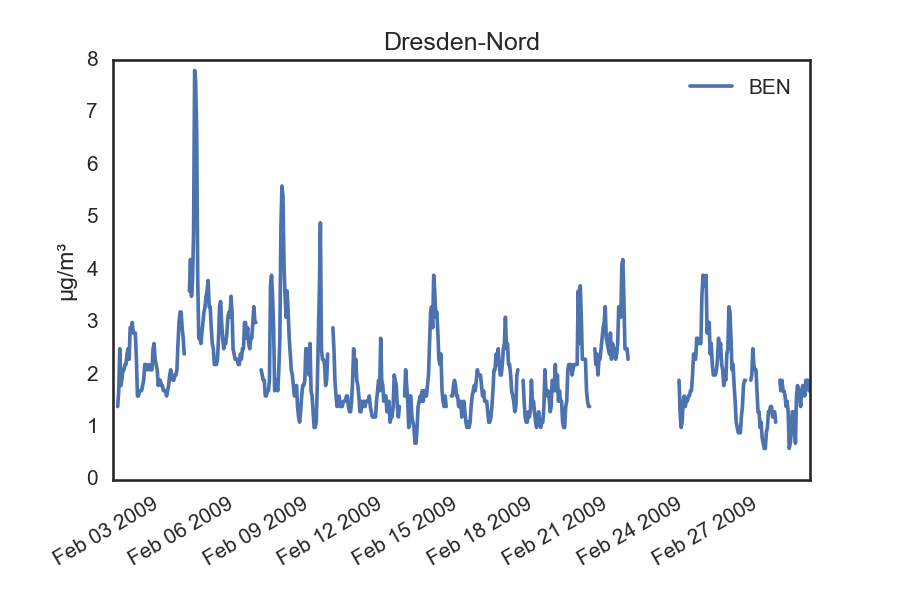 Dresden-Nord
8
7
6
5
4
3
2
1
0
µg/m³
BEN
Feb 03 2009
Feb 06 2009
Feb 09 2009
Feb 12 2009
Feb 15 2009
Feb 18 2009
Feb 21 2009
Feb 24 2009
Feb 27 2009